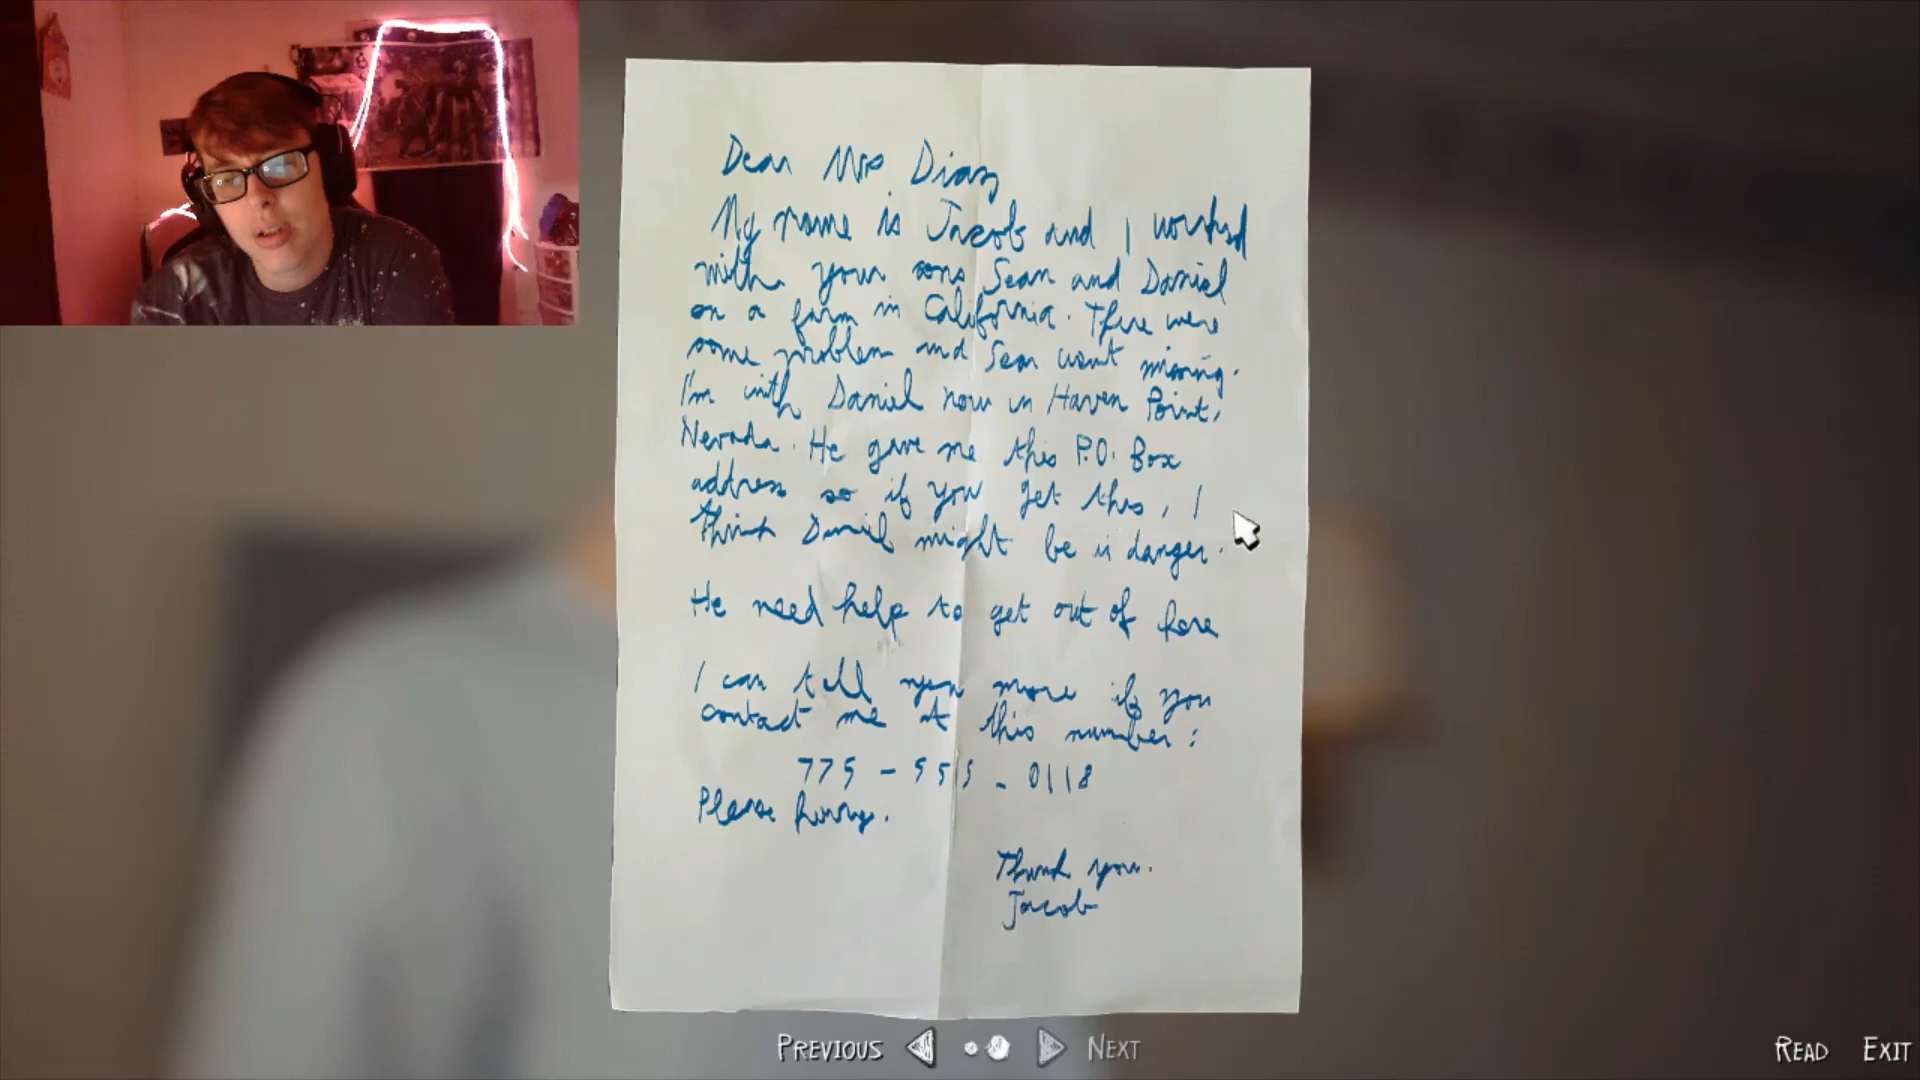 Dear Mrs. Diaz
My name is Jacob and I worked
with your sons Sean and Daniel
on a farm in California. There were
some problem and Sean went missing.
I'm with Daniel now in Haven Point,
Nevada. He gave me this P.O. Box
address so if you get this, I
think Daniel might be in danger.
He need help to get out of here
I can tell you more if you
contact me at this number:
775-555-0118
Please hurry.
Thank you.
Jacob
PREVIOUS NEXT
READ EXIT